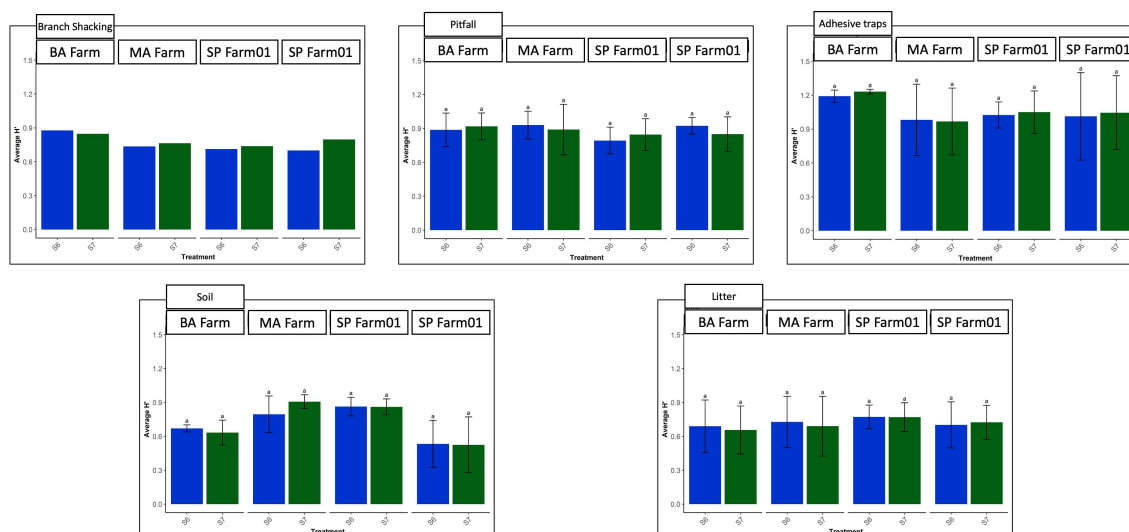 Branch Shacking
BA Farm MA Farm SP Farm01 SP Farm01
1.5
1.2
0.9
0.6
0.3
0.0
Average H'
S6 S7 S6 S7 S6 S7 S6 S7
Treatment
Pitfall
BA Farm MA Farm SP Farm01 SP Farm01
1.5
1.2
0.9
0.6
0.3
0.0
Average H'
a a a a a a a a
S6 S7 S6 S7 S6 S7 S6 S7
Treatment
Adhesive traps
BA Farm MA Farm SP Farm01 SP Farm01
1.5
1.2
0.9
0.6
0.3
0.0
Average H'
a a a a a a a a
S6 S7 S6 S7 S6 S7 S6 S7
Treatment
Soil
BA Farm MA Farm SP Farm01 SP Farm01
1.5
1.2
0.9
0.6
0.3
0.0
Average H'
a a a a a a a a
S6 S7 S6 S7 S6 S7 S6 S7
Treatment
Litter
BA Farm MA Farm SP Farm01 SP Farm01
1.5
1.2
0.9
0.6
0.3
0.0
Average H'
a a a a a a a a
S6 S7 S6 S7 S6 S7 S6 S7
Treatment